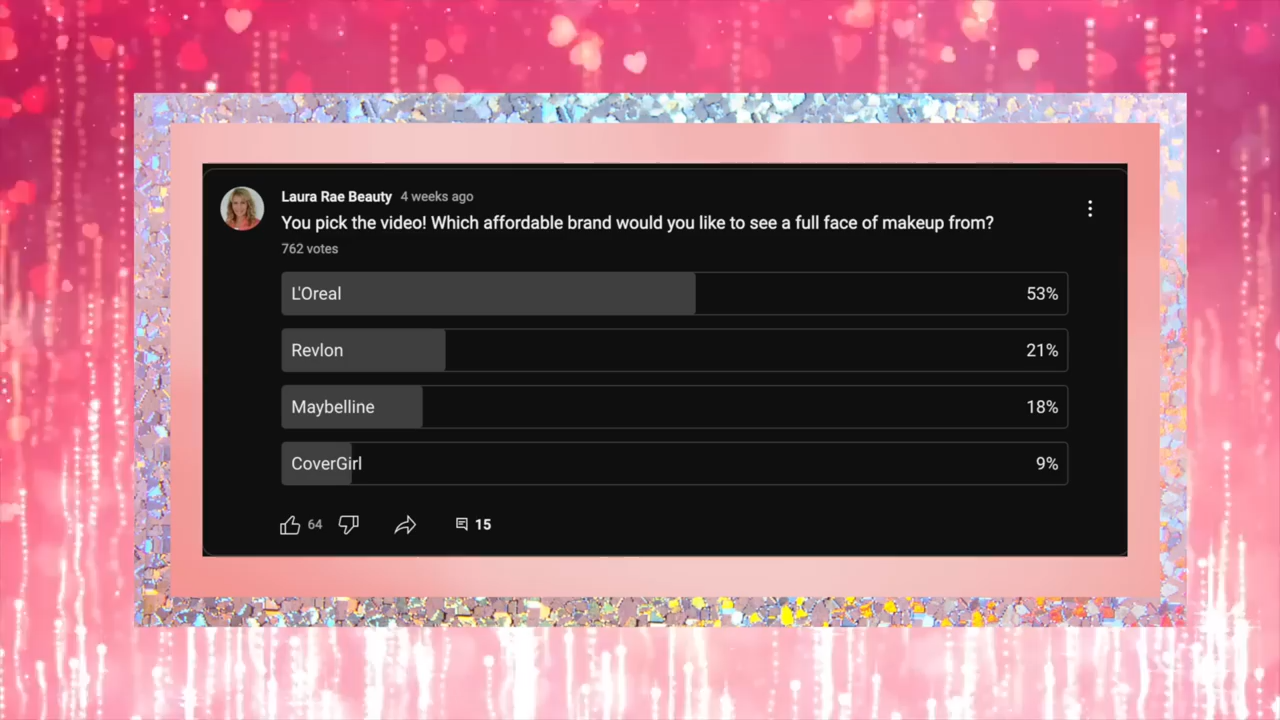 Laura Rae Beauty 4 weeks ago
You pick the video! Which affordable brand would you like to see a full face of makeup from?
762 votes
L'Oreal 53%
Revlon 21%
Maybelline 18%
CoverGirl 9%
64 15